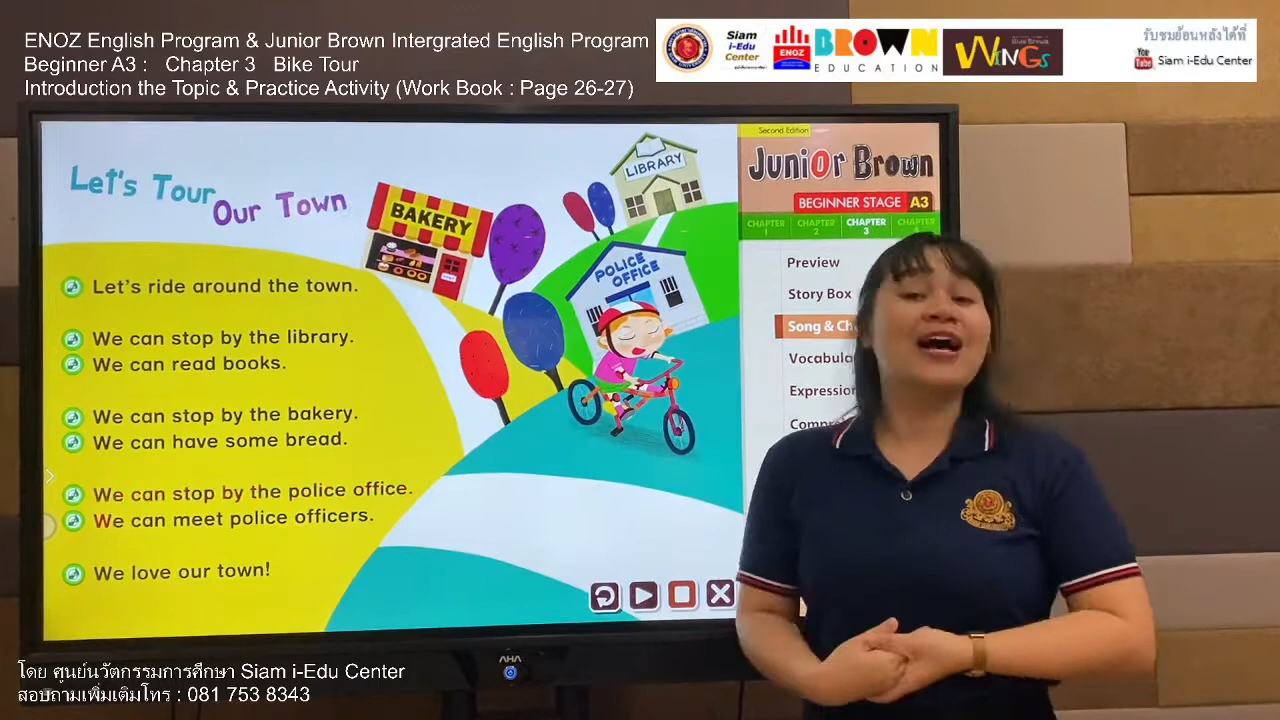 ENOZ English Program & Junior Brown Intergrated English Program
Beginner A3 : Chapter 3 Bike Tour
Introduction the Topic & Practice Activity (Work Book : Page 26-27)
Siam
i-Edu
Center
ENOZ
BROWN
EDUCATION
WINGS
รับชมย้อนหลังได้ที่
You Tube Siam i-Edu Center
Let's Tour
Our Town
BAKERY
LIBRARY
POLICE
OFFICE
Let's ride around the town.
We can stop by the library.
We can read books.
We can stop by the bakery.
We can have some bread.
We can stop by the police office.
We can meet police officers.
We love our town!
Second Edition
Junior Brown
BEGINNER STAGE A3
CHAPTER 1 CHAPTER 2 CHAPTER 3 CHAPTER
Preview
Story Box
Song & Ch
Vocabula
Expression
Compre
AHA
โดย ศูนย์นวัตกรรมการศึกษา Siam i-Edu Center
สอบถามเพิ่มเติมโทร : 081 753 8343